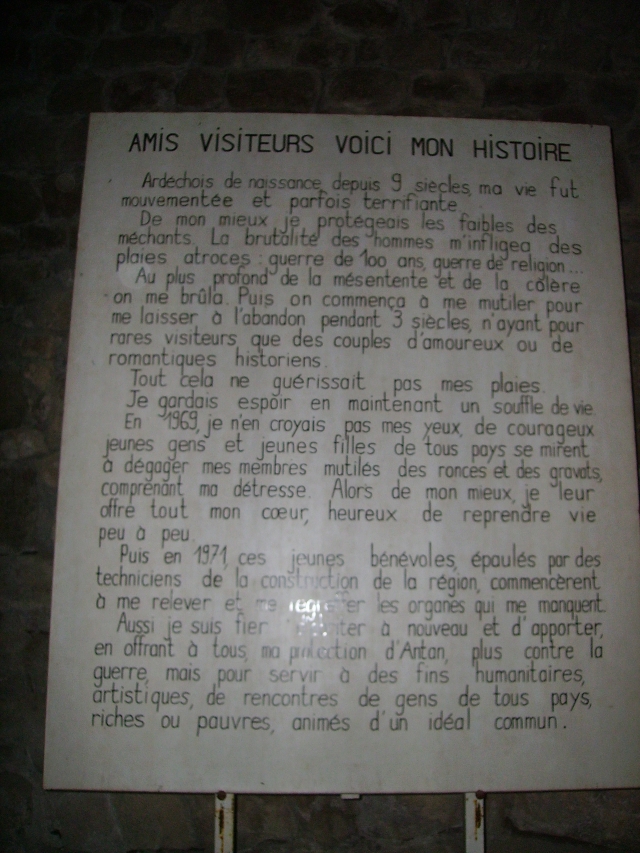 AMIS VISITEURS VOICI MON HISTOIRE
Ardéchois de naissance, depuis 9 siècles, ma vie fut
mouvementée et parfois terrifiante.
De mon mieux je protégeais les faibles des
méchants. La brutalité des hommes m'infligea des
plaies atroces : guerre de 100 ans, guerre de religion ...
Au plus profond de la mésentente et de la colère
on me brûla. Puis on commença à me mutiler pour
me laisser à l'abandon pendant 3 siècles, n'ayant pour
rares visiteurs que des couples d'amoureux ou de
romantiques historiens.
Tout cela ne guérissait pas mes plaies.
Je gardais espoir en maintenant un souffle de vie.
En 1969, je n'en croyais pas mes yeux, de courageux
jeunes gens et jeunes filles de tous pays se mirent
à dégager mes membres mutilés des ronces et des gravats,
comprenant ma détresse. Alors de mon mieux, je leur
offre tout mon cœur, heureux de reprendre vie
peu à peu.
Puis en 1971, ces jeunes bénévoles, épaulés par des
techniciens de la construction de la région, commencèrent
à me relever et me regreffer les organes qui me manquent.
Aussi je suis fier à nouveau et d'apporter,
en offrant à tous, ma protection d'Antan, plus contre la
guerre, mais pour servir à des fins humanitaires,
artistiques, de rencontres de gens de tous pays,
riches ou pauvres, animés d'un idéal commun.